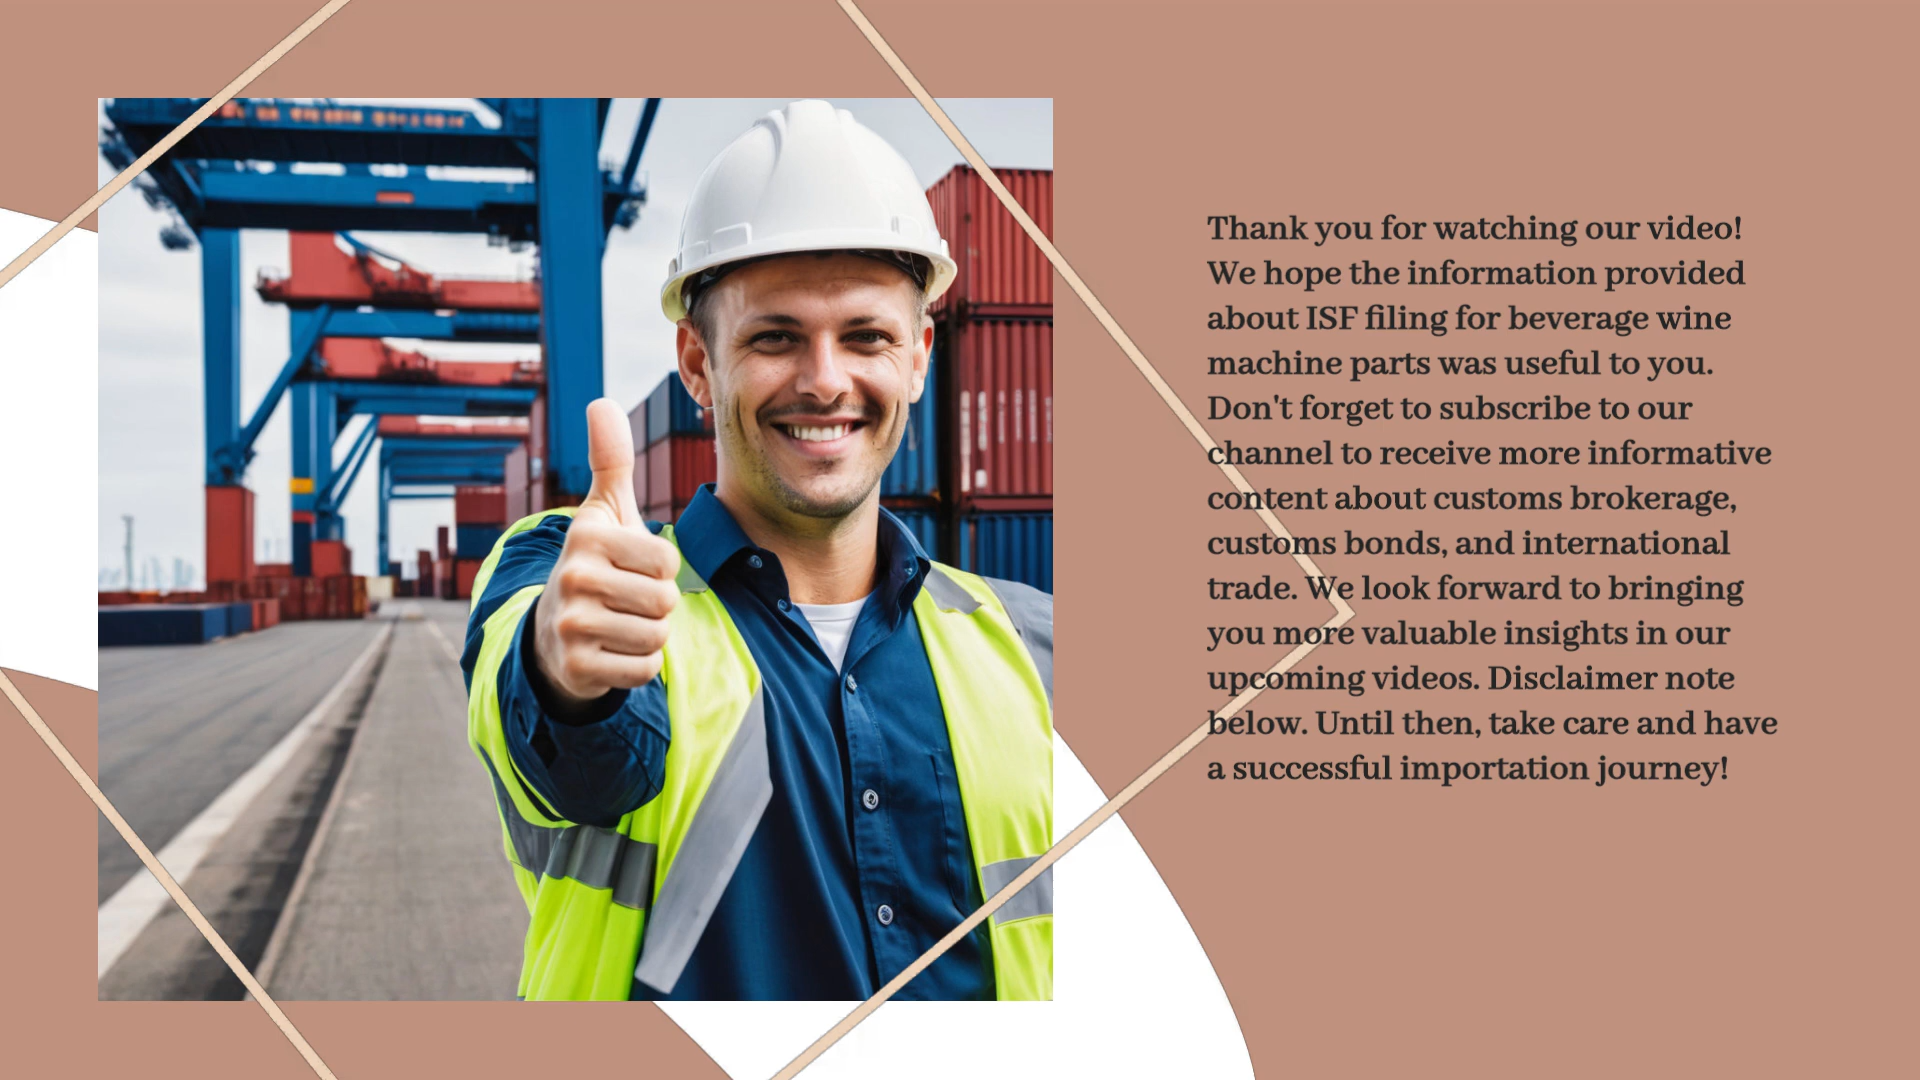 Thank you for watching our video!
We hope the information provided
about ISF filing for beverage wine
machine parts was useful to you.
Don't forget to subscribe to our
channel to receive more informative
content about customs brokerage,
customs bonds, and international
trade. We look forward to bringing
you more valuable insights in our
upcoming videos. Disclaimer note
below. Until then, take care and have
a successful importation journey!